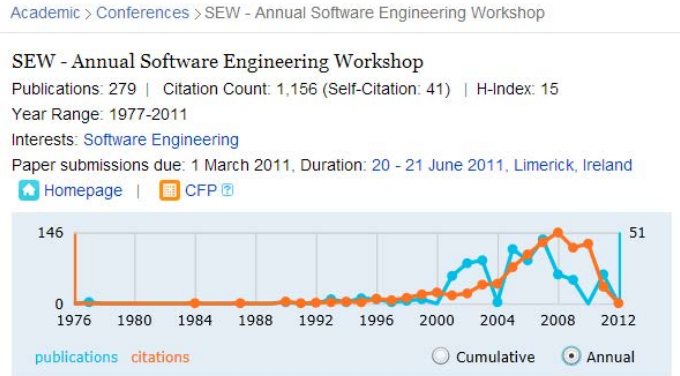 Academic > Conferences > SEW - Annual Software Engineering Workshop
SEW - Annual Software Engineering Workshop
Publications: 279 | Citation Count: 1,156 (Self-Citation: 41) | H-Index: 15
Year Range: 1977-2011
Interests: Software Engineering
Paper submissions due: 1 March 2011, Duration: 20 - 21 June 2011, Limerick, Ireland
Homepage | CFP ?
146 51
0
1976 1980 1984 1988 1992 1996 2000 2004 2008 2012
publications citations Cumulative Annual